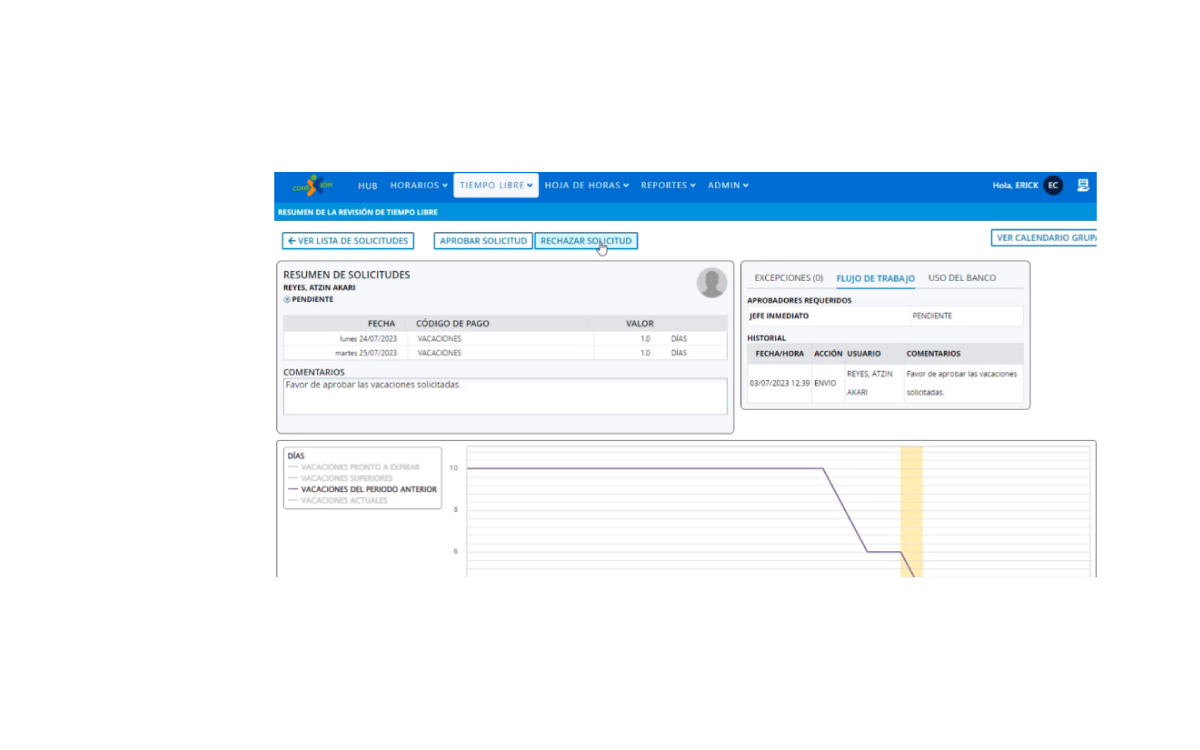 CONEXIÓN HUB HORARIOS TIEMPO LIBRE HOJA DE HORAS REPORTES ADMIN Hola, ERICK EC
RESUMEN DE LA REVISIÓN DE TIEMPO LIBRE
VER LISTA DE SOLICITUDES APROBAR SOLICITUD RECHAZAR SOLICITUD VER CALENDARIO GRUPA
RESUMEN DE SOLICITUDES
REYES, ATZIN AKARI
PENDIENTE
FECHA CÓDIGO DE PAGO VALOR
lunes 24/07/2023 VACACIONES 1.0 DÍAS
martes 25/07/2023 VACACIONES 1.0 DÍAS
COMENTARIOS
Favor de aprobar las vacaciones solicitadas.
EXCEPCIONES (0) FLUJO DE TRABAJO USO DEL BANCO
APROBADORES REQUERIDOS
JEFE INMEDIATO PENDIENTE
HISTORIAL
FECHA/HORA ACCIÓN USUARIO COMENTARIOS
03/07/2023 12:39 ENVIO REYES, ATZIN AKARI Favor de aprobar las vacaciones solicitadas.
DÍAS
VACACIONES PRONTO A EXPIRAR
VACACIONES SUPERIORES
VACACIONES DEL PERIODO ANTERIOR
VACACIONES ACTUALES
10
8
6